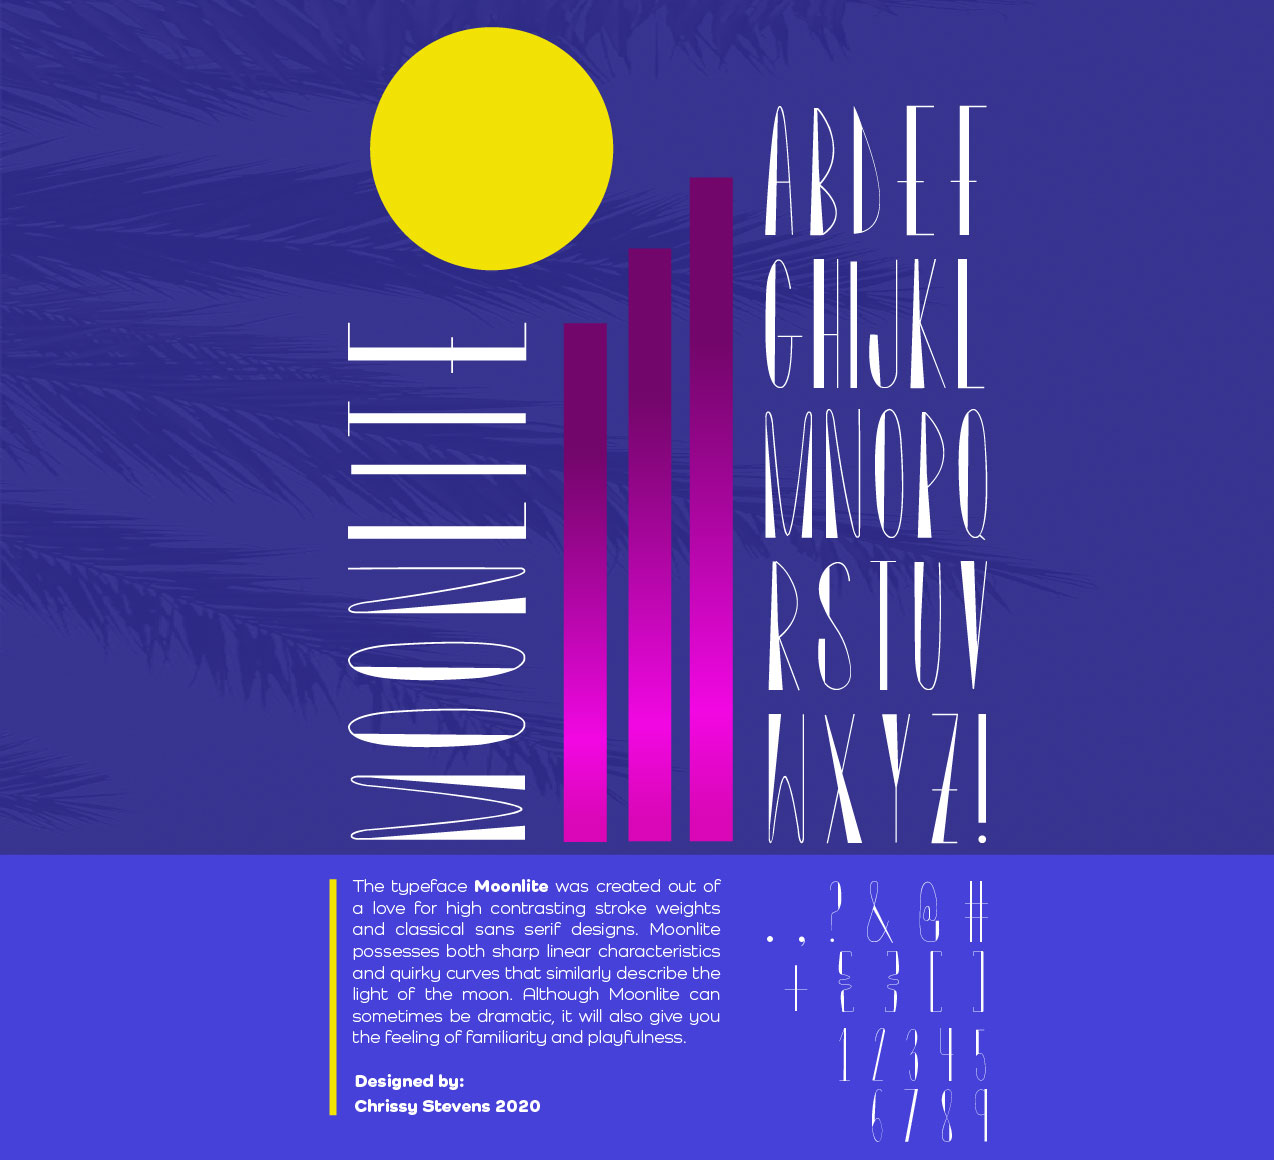 MOONLITE
ABDEF
GHIJKL
MNOPQ
RSTUV
WXYZ!
The typeface Moonlite was created out of
a love for high contrasting stroke weights
and classical sans serif designs. Moonlite
possesses both sharp linear characteristics
and quirky curves that similarly describe the
light of the moon. Although Moonlite can
sometimes be dramatic, it will also give you
the feeling of familiarity and playfulness.
Designed by:
Chrissy Stevens 2020
. , ? & @ #
+ { } [ ]
1 2 3 4 5
6 7 8 9